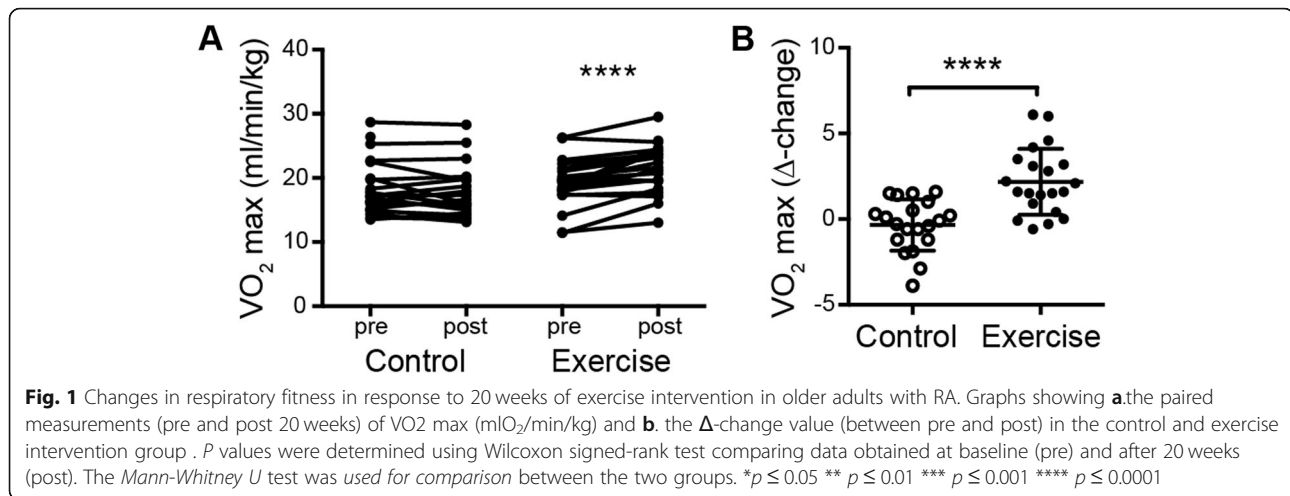 A
VO₂ max (ml/min/kg)
40
30
20
10
0
****
pre
post
pre
post
Control
Exercise
B
VO₂ max (Δ-change)
10
5
0
-5
****
Control
Exercise
Fig. 1 Changes in respiratory fitness in response to 20 weeks of exercise intervention in older adults with RA. Graphs showing a.the paired
measurements (pre and post 20 weeks) of VO2 max (mlO₂/min/kg) and b. the Δ-change value (between pre and post) in the control and exercise
intervention group . P values were determined using Wilcoxon signed-rank test comparing data obtained at baseline (pre) and after 20 weeks
(post). The Mann-Whitney U test was used for comparison between the two groups. *p ≤ 0.05 ** p ≤ 0.01 *** p ≤ 0.001 **** p ≤ 0.0001